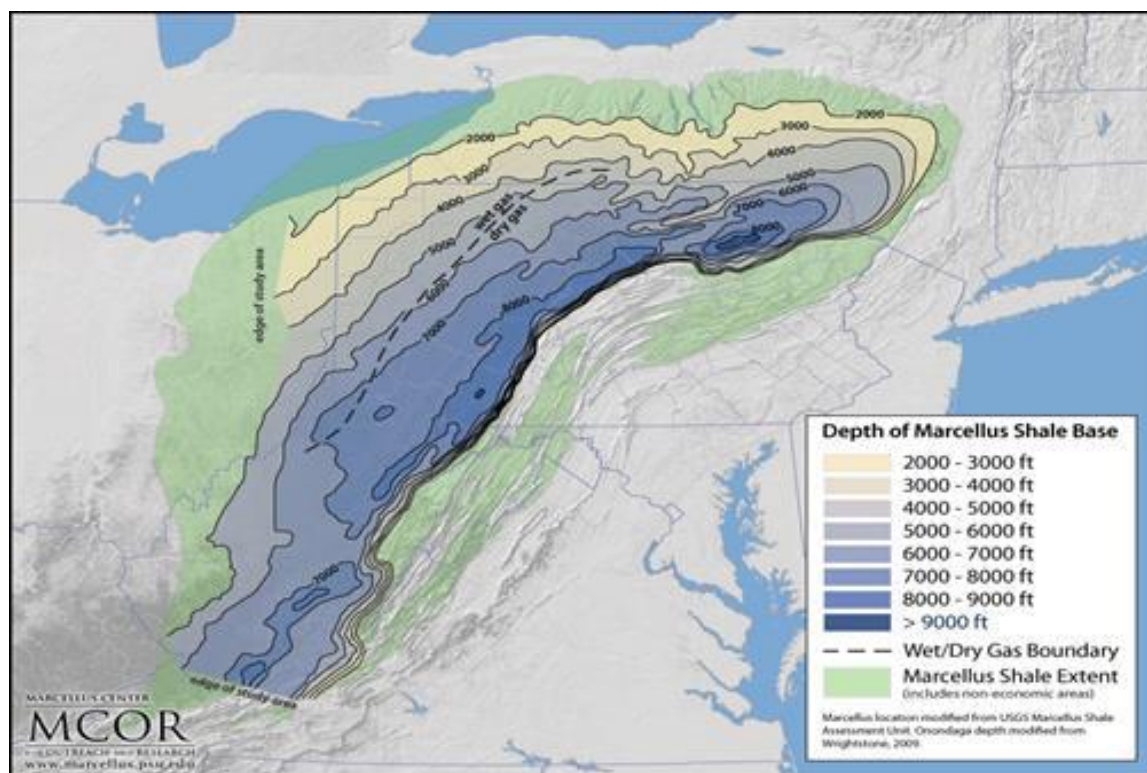 2000
3000
4000
5000
6000
7000
8000
wet gas
dry gas
2000
3000
4000
5000
6000
7000
7000
edge of study area
edge of study area
Depth of Marcellus Shale Base
2000 - 3000 ft
3000 - 4000 ft
4000 - 5000 ft
5000 - 6000 ft
6000 - 7000 ft
7000 - 8000 ft
8000 - 9000 ft
> 9000 ft
Wet/Dry Gas Boundary
Marcellus Shale Extent
(includes non-economic areas)
Marcellus location modified from USGS Marcellus Shale
Assessment Unit. Onondaga depth modified from
Wrightstone, 2009.
MARCELLUS CENTER
MCOR
OUTREACH RESEARCH
www.marcellus.psu.edu